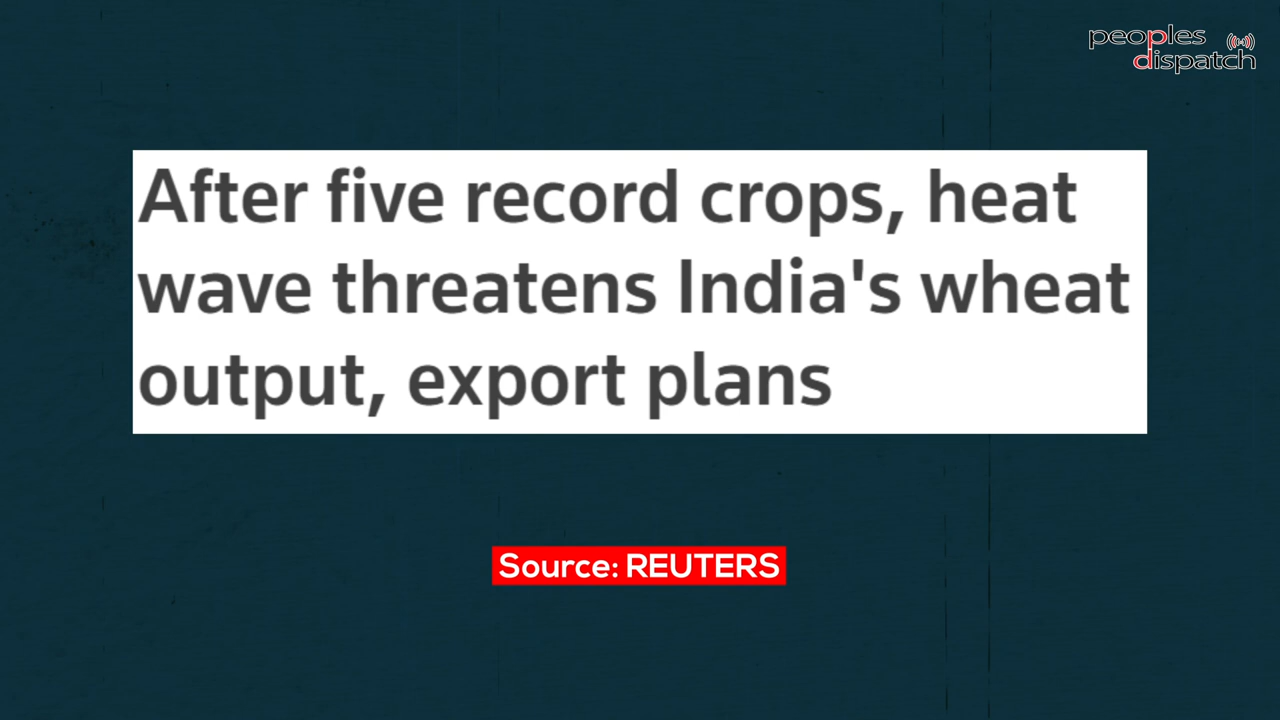 peoples
dispatch
After five record crops, heat
wave threatens India's wheat
output, export plans
Source: REUTERS